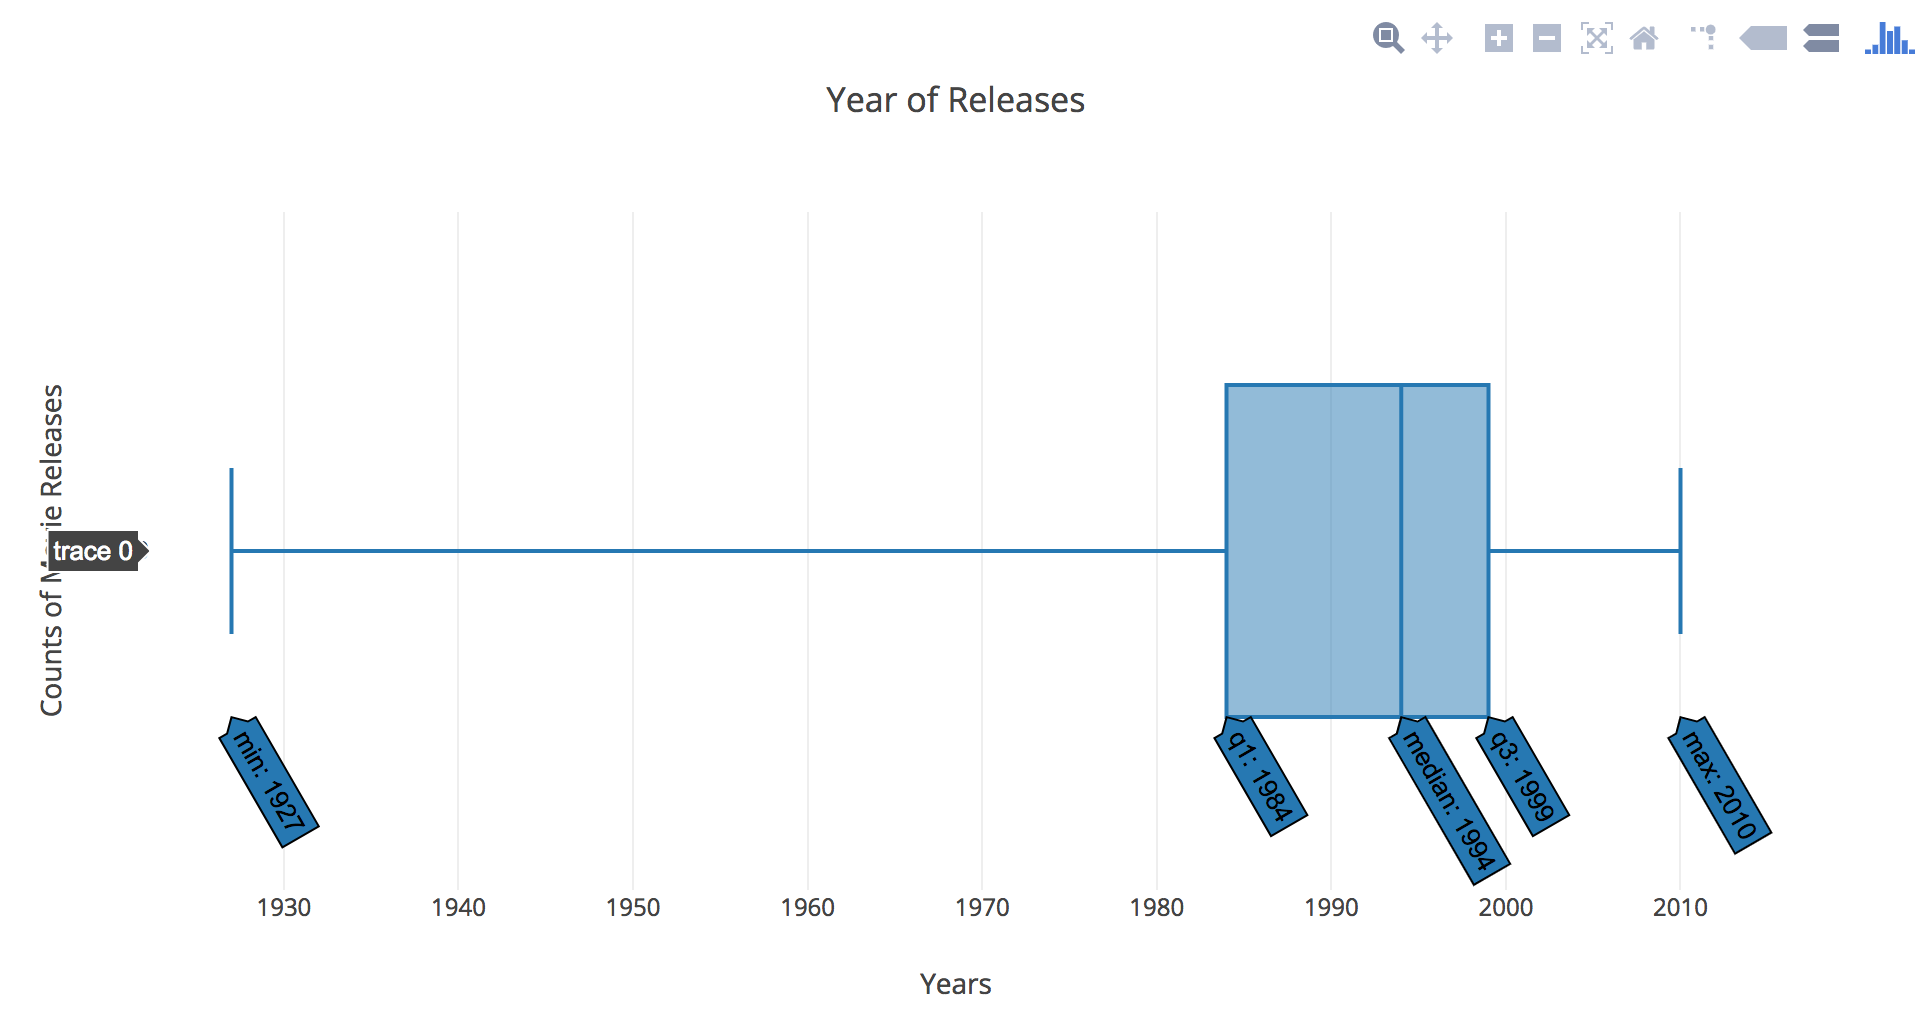 Year of Releases
Counts of Movie Releases
trace 0
min: 1927
q1: 1984
median: 1994
q3: 1999
max: 2010
1930
1940
1950
1960
1970
1980
1990
2000
2010
Years